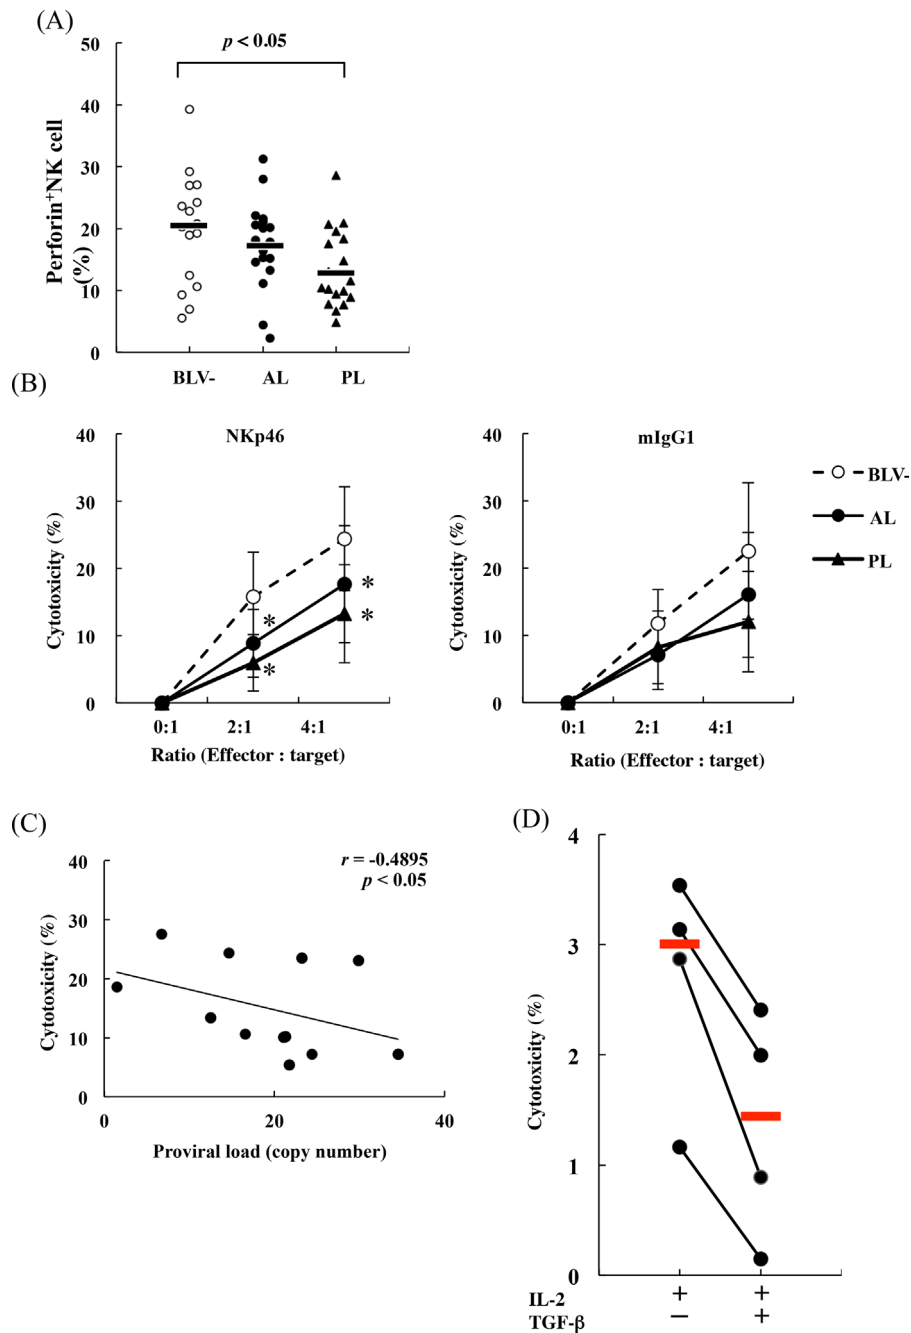 (A)
p < 0.05
50
40
30
20
10
0
Perforin⁺NK cell
(%)
BLV- AL PL
(B)
NKp46
40
30
20
10
0
Cytotoxicity (%)
* * * *
0:1 2:1 4:1
Ratio (Effector : target)
mIgG1
40
30
20
10
0
Cytotoxicity (%)
0:1 2:1 4:1
Ratio (Effector : target)
BLV-
AL
PL
(C)
r = -0.4895
p < 0.05
40
30
20
10
0
Cytotoxicity (%)
0 20 40
Proviral load (copy number)
(D)
4
3
2
1
0
Cytotoxicity (%)
IL-2 + +
TGF-β − +